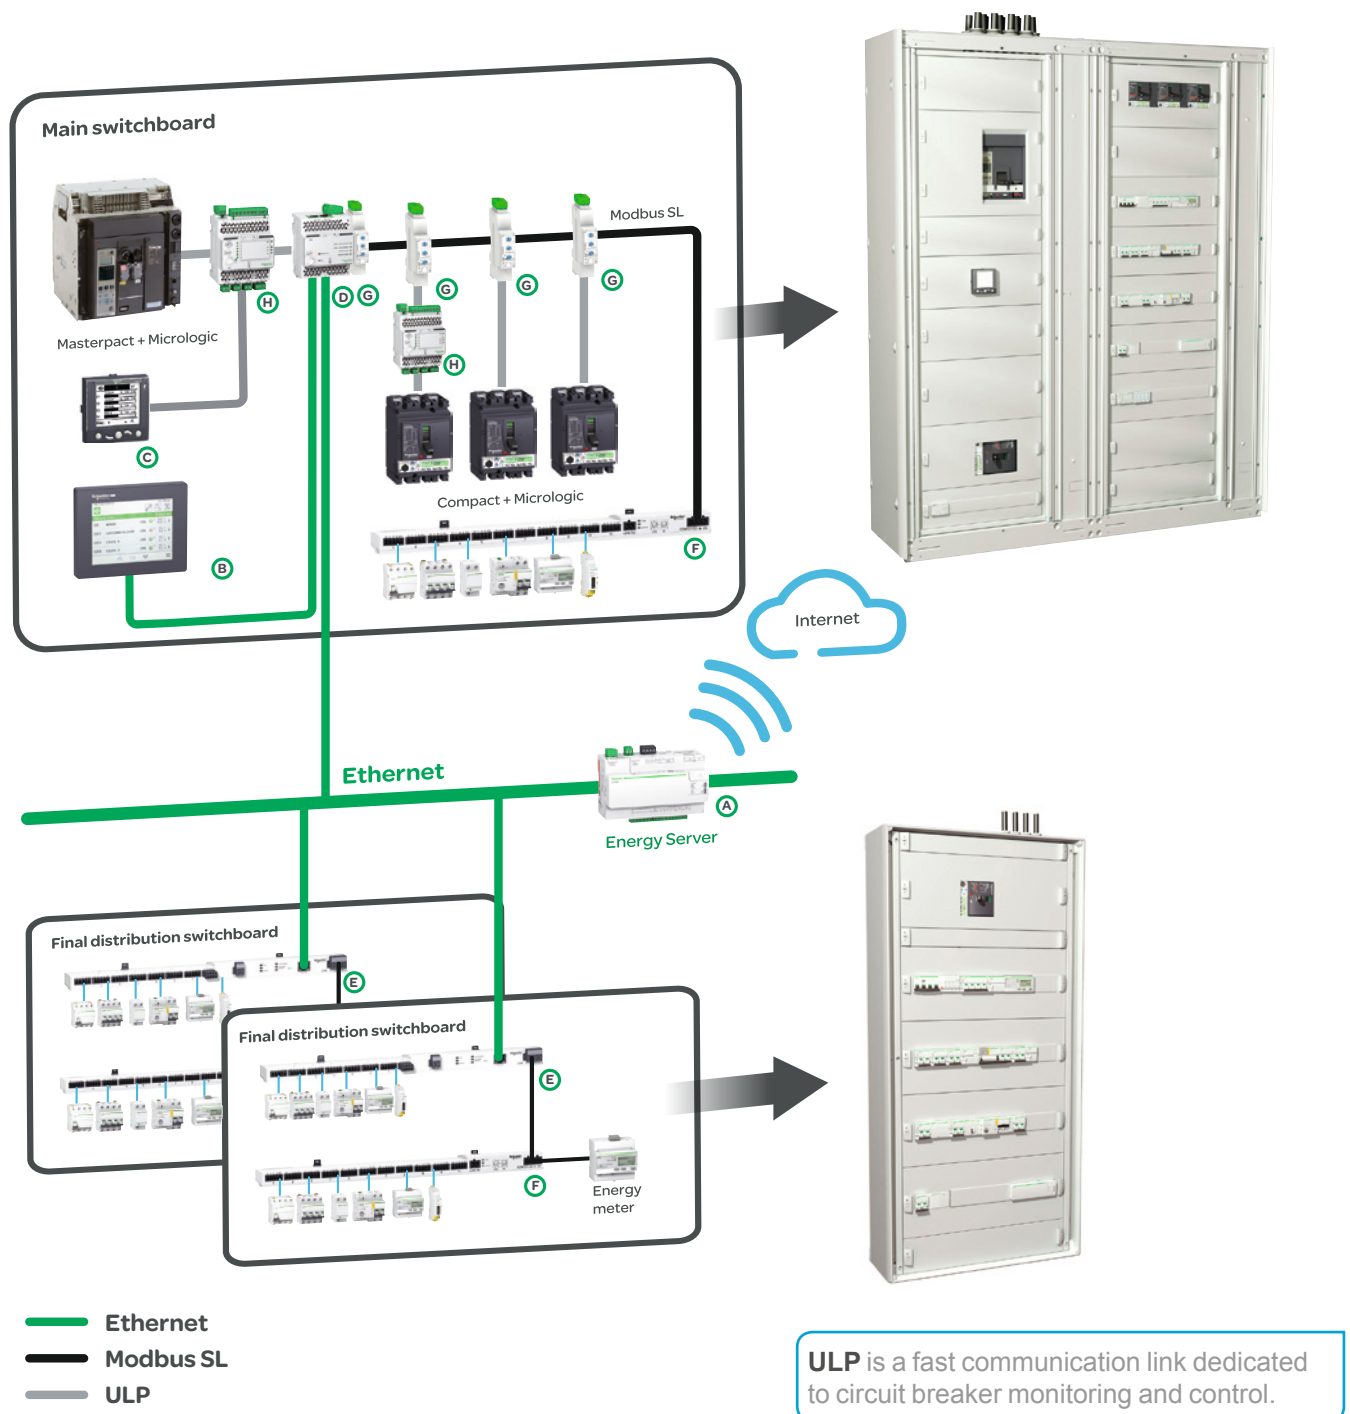 Main switchboard
Modbus SL
H
D
G
G
G
G
Masterpact + Micrologic
H
C
Compact + Micrologic
B
F
Internet
Ethernet
A
Energy Server
Final distribution switchboard
E
Final distribution switchboard
E
F
Energy
meter
Ethernet
Modbus SL
ULP
ULP is a fast communication link dedicated
to circuit breaker monitoring and control.